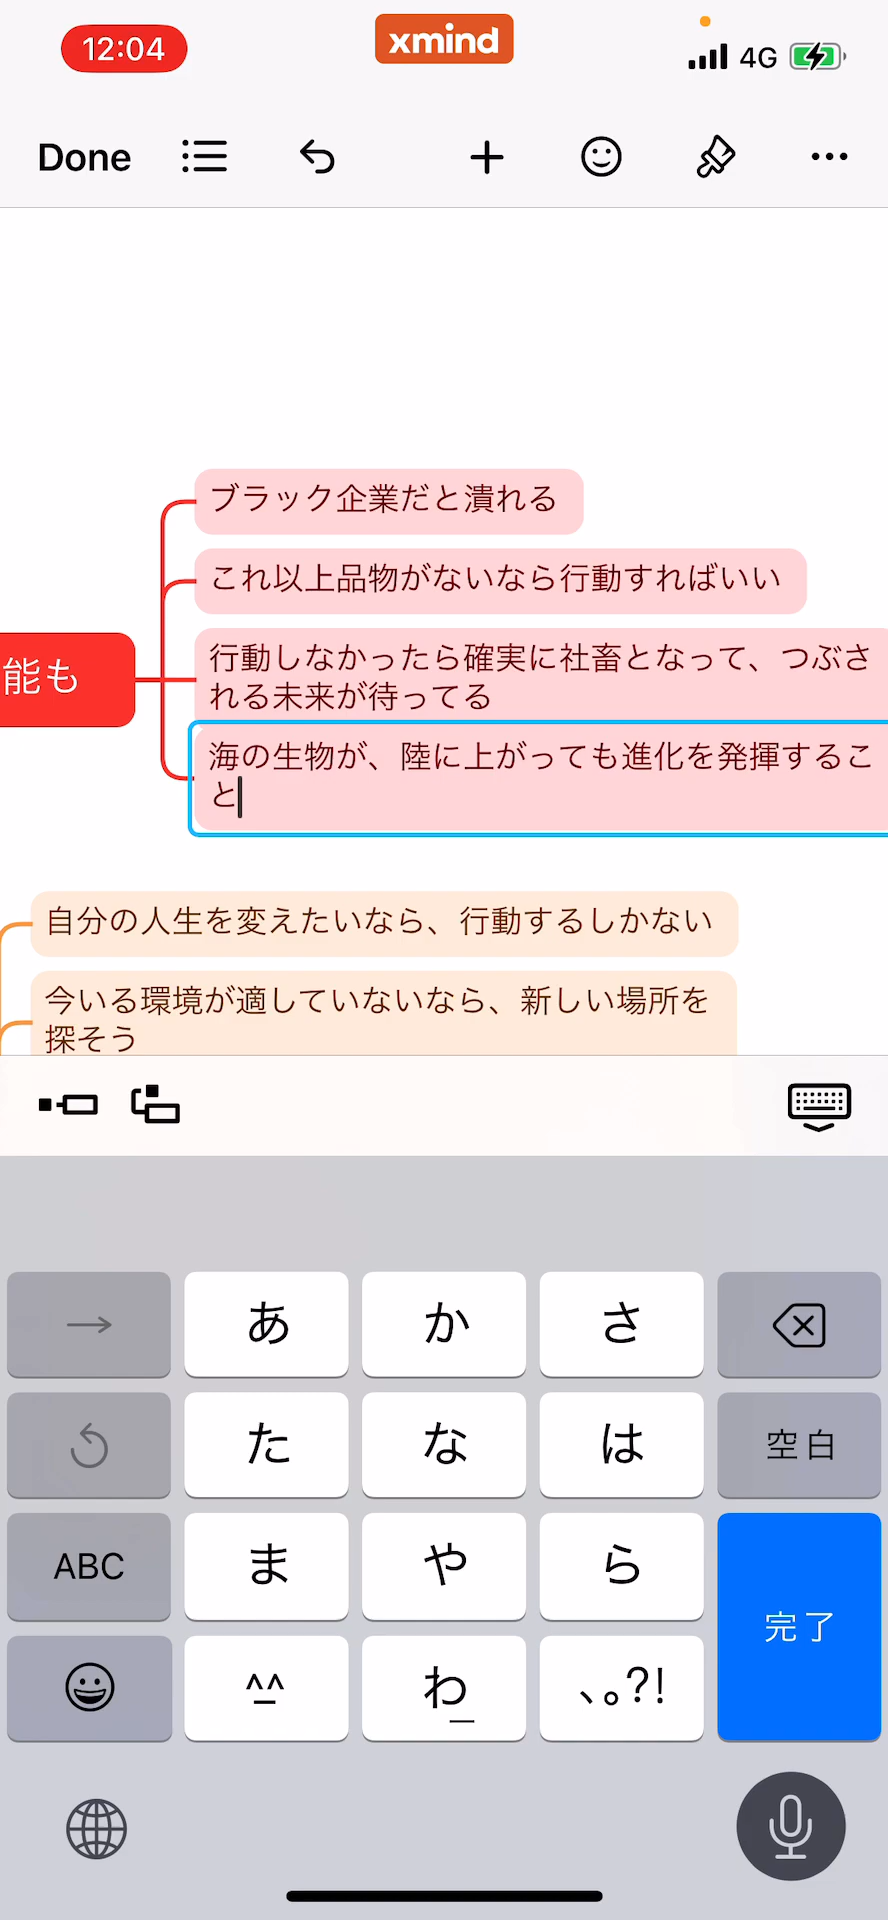 12:04
xmind
4G
Done
ブラック企業だと潰れる
これ以上品物がないなら行動すればいい
能も
行動しなかったら確実に社畜となって、つぶさ
れる未来が待ってる
海の生物が、陸に上がっても進化を発揮するこ
と
自分の人生を変えたいなら、行動するしかない
今いる環境が適していないなら、新しい場所を
探そう
→ あ か さ
た な は 空白
ABC ま や ら
完了
^^ わ 、。?!